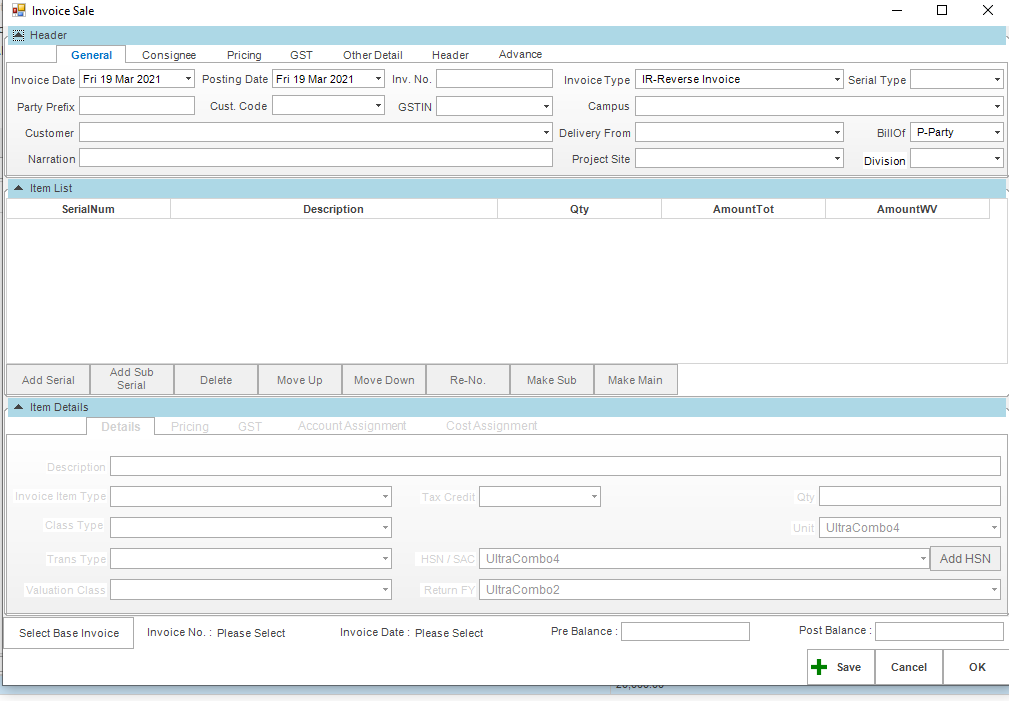 Invoice Sale
Header
General Consignee Pricing GST Other Detail Header Advance
Invoice Date Fri 19 Mar 2021 Posting Date Fri 19 Mar 2021 Inv. No. Invoice Type IR-Reverse Invoice Serial Type
Party Prefix Cust. Code GSTIN Campus
Customer Delivery From BillOf P-Party
Narration Project Site Division
Item List
SerialNum Description Qty AmountTot AmountWV
Add Serial Add Sub Serial Delete Move Up Move Down Re-No. Make Sub Make Main
Item Details
Details Pricing GST Account Assignment Cost Assignment
Description
Invoice Item Type Tax Credit Qty
Class Type Unit UltraCombo4
Trans Type HSN / SAC UltraCombo4 Add HSN
Valuation Class Return FY UltraCombo2
Select Base Invoice Invoice No. : Please Select Invoice Date : Please Select Pre Balance : Post Balance :
Save Cancel OK